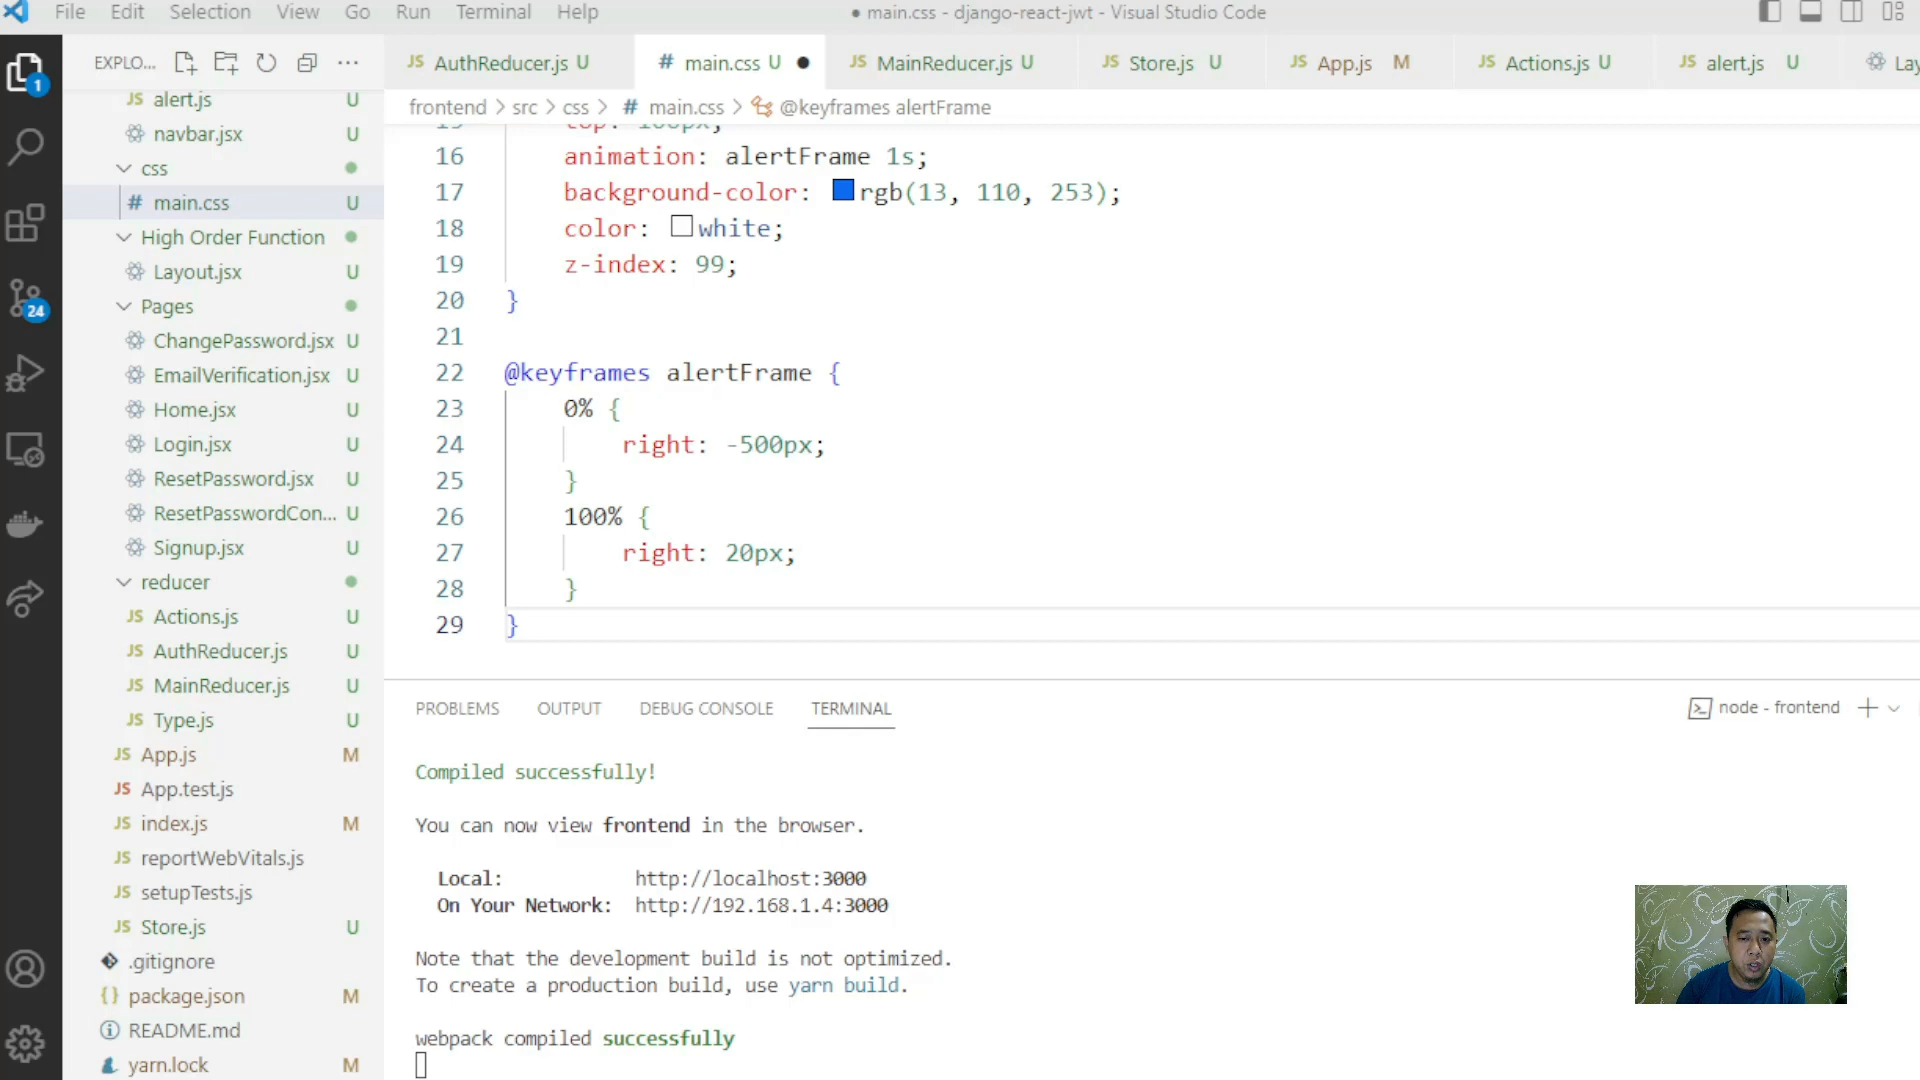 File Edit Selection View Go Run Terminal Help
● main.css - django-react-jwt - Visual Studio Code
EXPLO...
JS AuthReducer.js U
# main.css U ●
JS MainReducer.js U
JS Store.js U
JS App.js M
JS Actions.js U
JS alert.js U
Lay
frontend > src > css > # main.css > @keyframes alertFrame
1
24
JS alert.js U
navbar.jsx U
css
# main.css U
High Order Function
Layout.jsx U
Pages
ChangePassword.jsx U
EmailVerification.jsx U
Home.jsx U
Login.jsx U
ResetPassword.jsx U
ResetPasswordCon... U
Signup.jsx U
reducer
JS Actions.js U
JS AuthReducer.js U
JS MainReducer.js U
JS Type.js U
JS App.js M
JS App.test.js
JS index.js M
JS reportWebVitals.js
JS setupTests.js
JS Store.js U
.gitignore
{} package.json M
README.md
yarn.lock M
16 animation: alertFrame 1s;
17 background-color: rgb(13, 110, 253);
18 color: white;
19 z-index: 99;
20 }
21
22 @keyframes alertFrame {
23 0% {
24 right: -500px;
25 }
26 100% {
27 right: 20px;
28 }
29 }
PROBLEMS OUTPUT DEBUG CONSOLE TERMINAL
node - frontend
Compiled successfully!
You can now view frontend in the browser.
Local: http://localhost:3000
On Your Network: http://192.168.1.4:3000
Note that the development build is not optimized.
To create a production build, use yarn build.
webpack compiled successfully